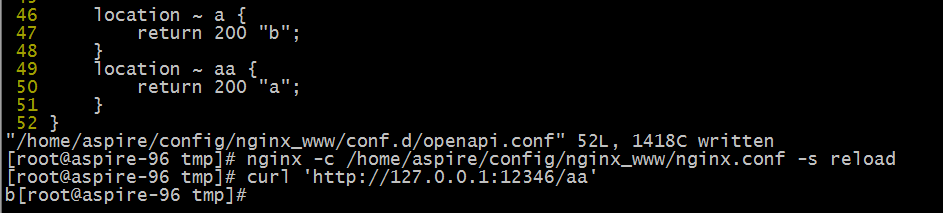 46     location ~ a {
47         return 200 "b";
48     }
49     location ~ aa {
50         return 200 "a";
51     }
52 }
"/home/aspire/config/nginx_www/conf.d/openapi.conf" 52L, 1418C written
[root@aspire-96 tmp]# nginx -c /home/aspire/config/nginx_www/nginx.conf -s reload
[root@aspire-96 tmp]# curl 'http://127.0.0.1:12346/aa'
b[root@aspire-96 tmp]#